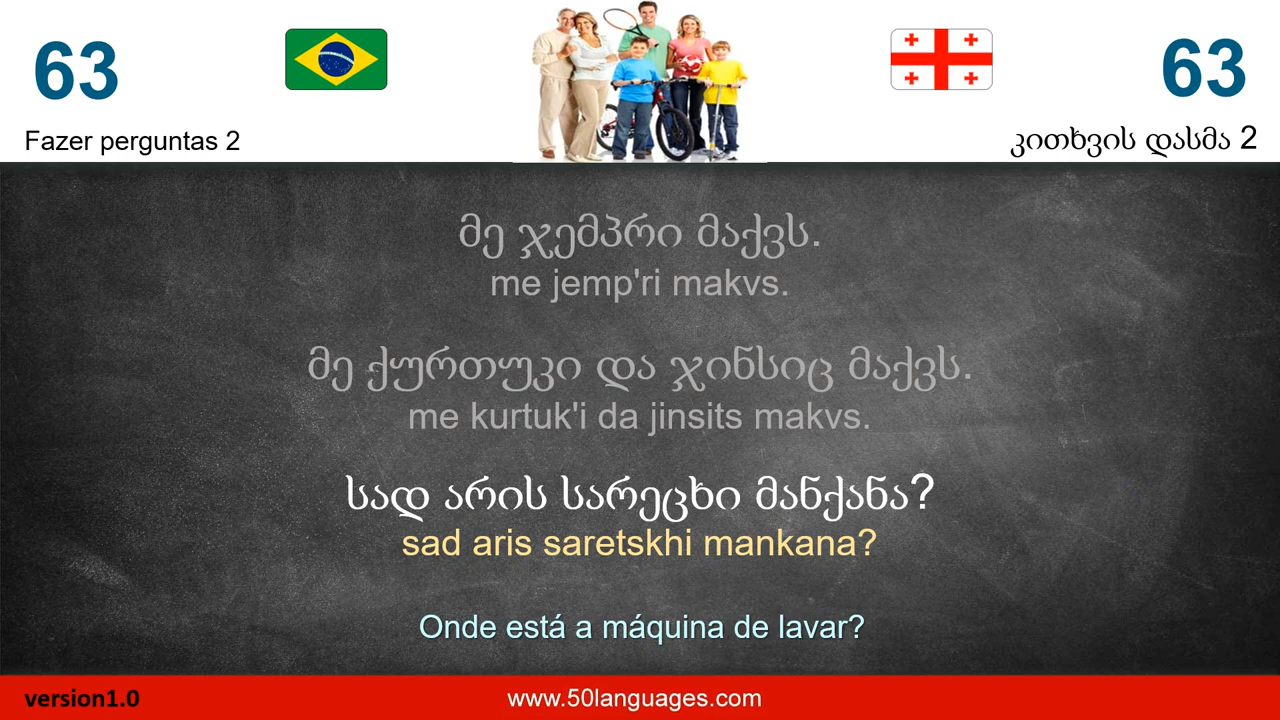 63
63
Fazer perguntas 2
კითხვის დასმა 2
მე ჯემპრი მაქვს.
me jemp'ri makvs.
მე ქურთუკი და ჯინსიც მაქვს.
me kurtuk'i da jinsits makvs.
სად არის სარეცხი მანქანა?
sad aris saretskhi mankana?
Onde está a máquina de lavar?
version1.0
www.50languages.com